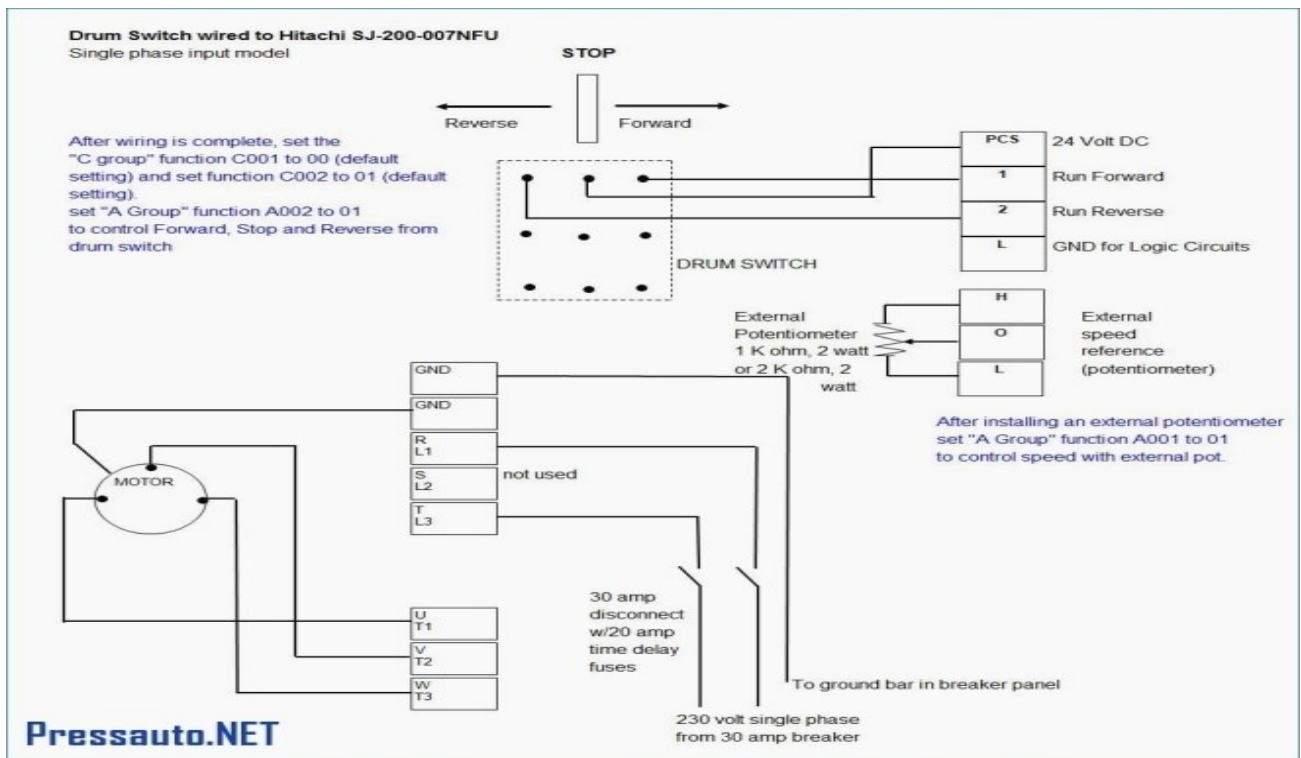 Drum Switch wired to Hitachi SJ-200-007NFU
Single phase input model
STOP
Reverse
Forward
After wiring is complete, set the
"C group" function C001 to 00 (default
setting) and set function C002 to 01 (default
setting).
set "A Group" function A002 to 01
to control Forward, Stop and Reverse from
drum switch
PCS
24 Volt DC
1
Run Forward
2
Run Reverse
L
GND for Logic Circuits
DRUM SWITCH
External
Potentiometer
1 K ohm, 2 watt
or 2 K ohm, 2
watt
H
O
L
External
speed
reference
(potentiometer)
After installing an external potentiometer
set "A Group" function A001 to 01
to control speed with external pot.
GND
GND
R
L1
S
L2
not used
T
L3
MOTOR
U
T1
V
T2
W
T3
30 amp
disconnect
w/20 amp
time delay
fuses
To ground bar in breaker panel
230 volt single phase
from 30 amp breaker
Pressauto.NET